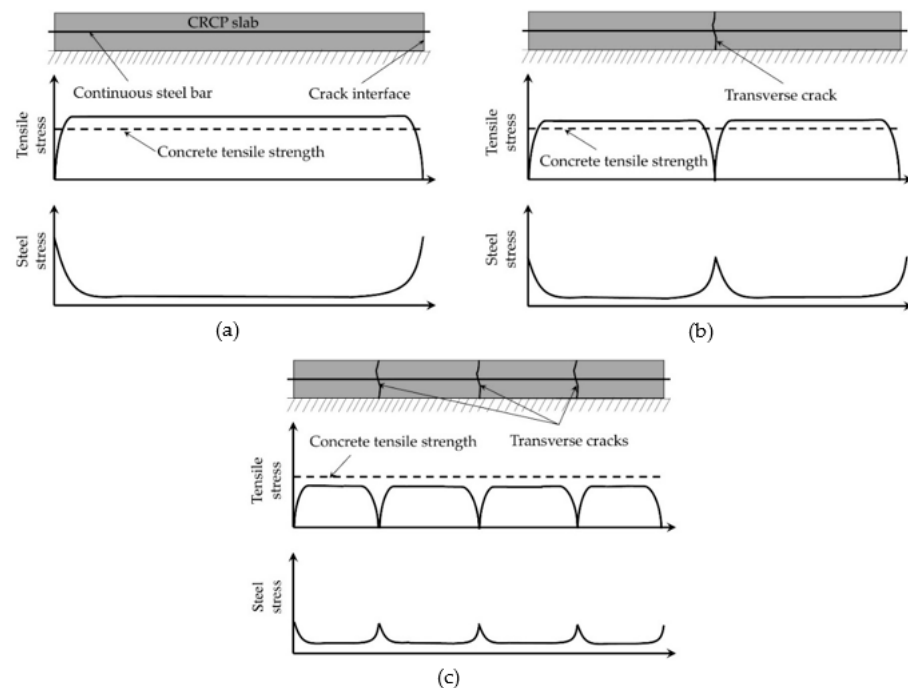 CRCP slab
Continuous steel bar
Crack interface
Tensile
stress
Concrete tensile strength
Steel
stress
(a)
Transverse crack
Tensile
stress
Concrete tensile strength
Steel
stress
(b)
Concrete tensile strength
Transverse cracks
Tensile
stress
Steel
stress
(c)